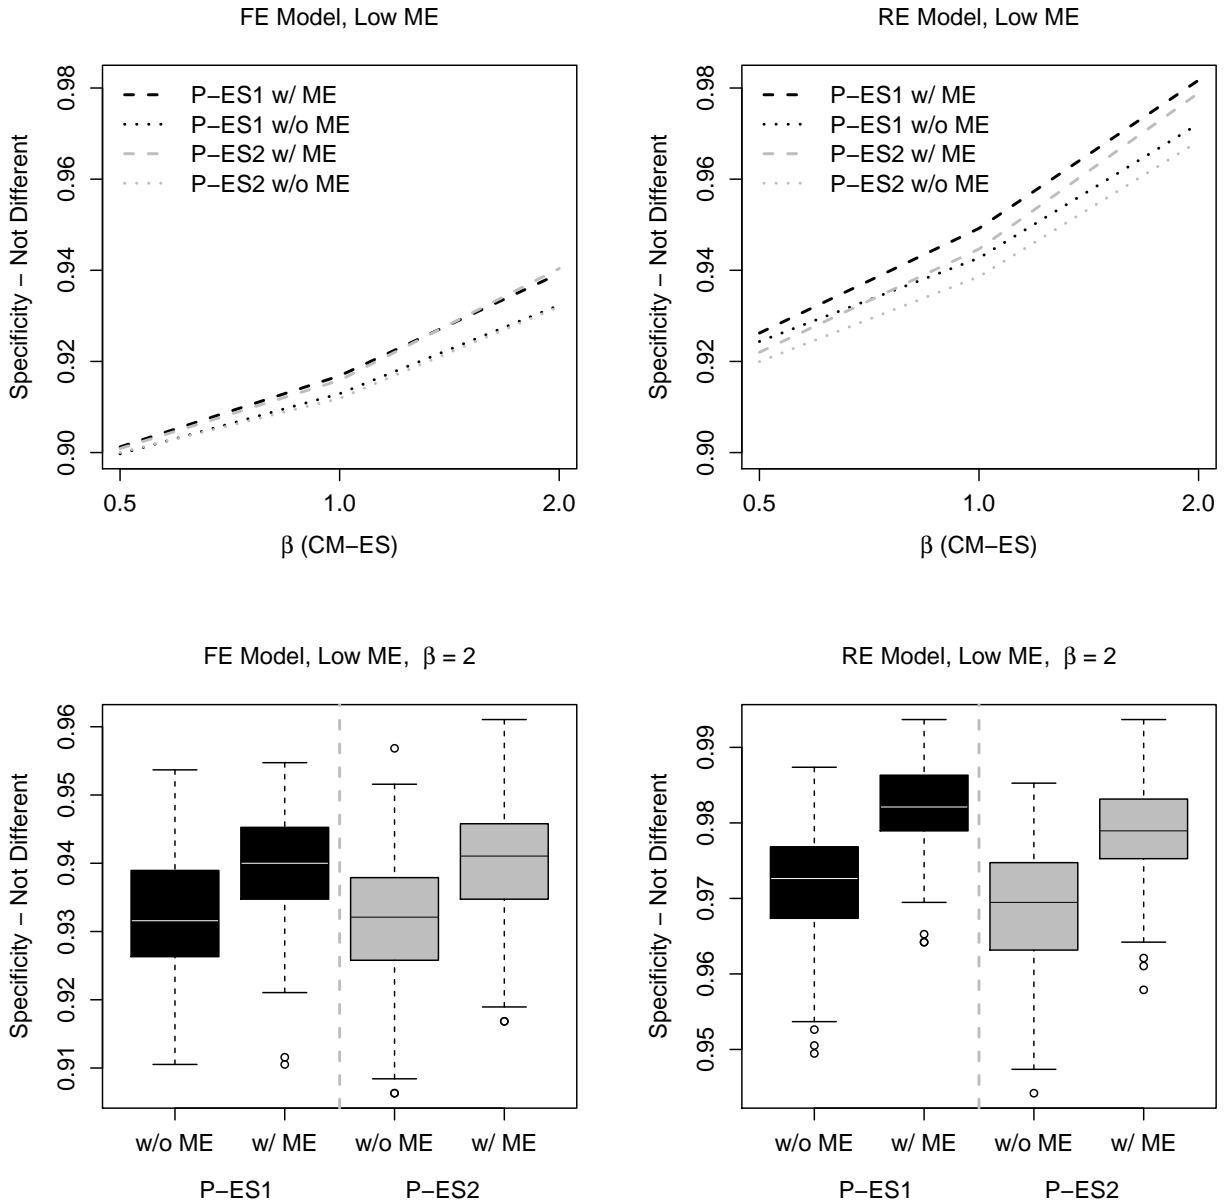 FE Model, Low ME
Specificity − Not Different
0.98
0.96
0.94
0.92
0.90
P−ES1 w/ ME
P−ES1 w/o ME
P−ES2 w/ ME
P−ES2 w/o ME
0.5 1.0 2.0
β (CM−ES)
RE Model, Low ME
Specificity − Not Different
0.98
0.96
0.94
0.92
0.90
P−ES1 w/ ME
P−ES1 w/o ME
P−ES2 w/ ME
P−ES2 w/o ME
0.5 1.0 2.0
β (CM−ES)
FE Model, Low ME, β = 2
Specificity − Not Different
0.96
0.95
0.94
0.93
0.92
0.91
w/o ME w/ ME w/o ME w/ ME
P−ES1 P−ES2
RE Model, Low ME, β = 2
Specificity − Not Different
0.99
0.98
0.97
0.96
0.95
w/o ME w/ ME w/o ME w/ ME
P−ES1 P−ES2